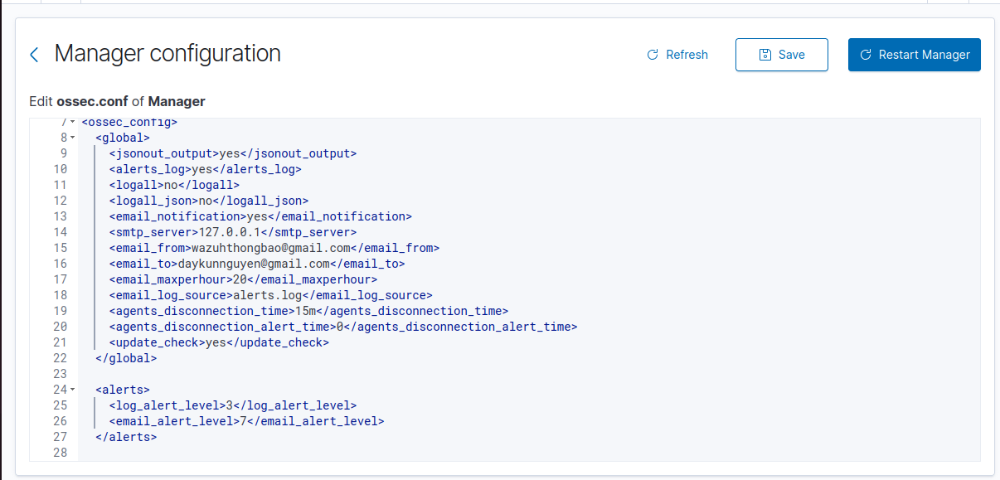 Manager configuration
Refresh
Save
Restart Manager
Edit ossec.conf of Manager
7 <ossec_config>
8 <global>
9 <jsonout_output>yes</jsonout_output>
10 <alerts_log>yes</alerts_log>
11 <logall>no</logall>
12 <logall_json>no</logall_json>
13 <email_notification>yes</email_notification>
14 <smtp_server>127.0.0.1</smtp_server>
15 <email_from>wazuhthongbao@gmail.com</email_from>
16 <email_to>daykunnguyen@gmail.com</email_to>
17 <email_maxperhour>20</email_maxperhour>
18 <email_log_source>alerts.log</email_log_source>
19 <agents_disconnection_time>15m</agents_disconnection_time>
20 <agents_disconnection_alert_time>0</agents_disconnection_alert_time>
21 <update_check>yes</update_check>
22 </global>
23
24 <alerts>
25 <log_alert_level>3</log_alert_level>
26 <email_alert_level>7</email_alert_level>
27 </alerts>
28